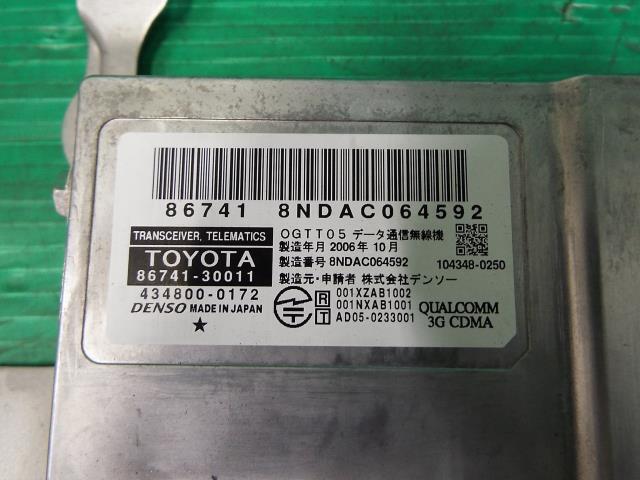 86741 8NDAC064592
TRANSCEIVER, TELEMATICS
TOYOTA
86741-30011
434800-0172
DENSO MADE IN JAPAN
★
OGTT05 データ通信無線機
製造年月 2006年10月
製造番号 8NDAC064592
104348-0250
製造元・申請者 株式会社デンソー
R 001XZAB1002
001NXAB1001
T AD05-0233001
QUALCOMM
3G CDMA